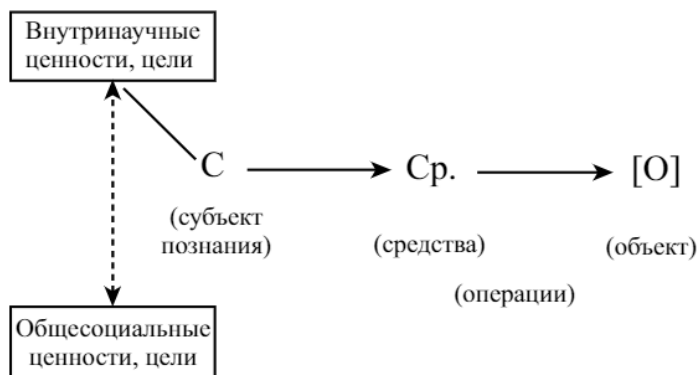 Внутринаучные
ценности, цели
С
Ср.
[О]
(субъект
познания)
(средства)
(объект)
(операции)
Общесоциальные
ценности, цели